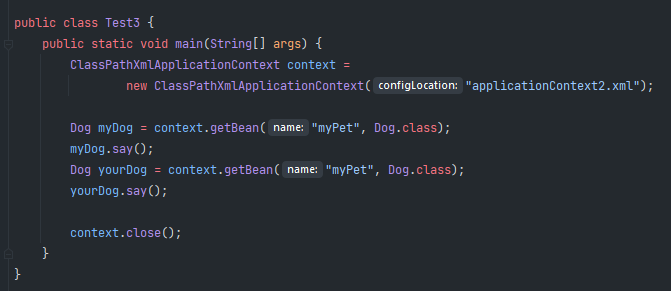 public class Test3 {
    public static void main(String[] args) {
        ClassPathXmlApplicationContext context =
                new ClassPathXmlApplicationContext( configLocation: "applicationContext2.xml");
        Dog myDog = context.getBean( name: "myPet", Dog.class);
        myDog.say();
        Dog yourDog = context.getBean( name: "myPet", Dog.class);
        yourDog.say();
        context.close();
    }
}